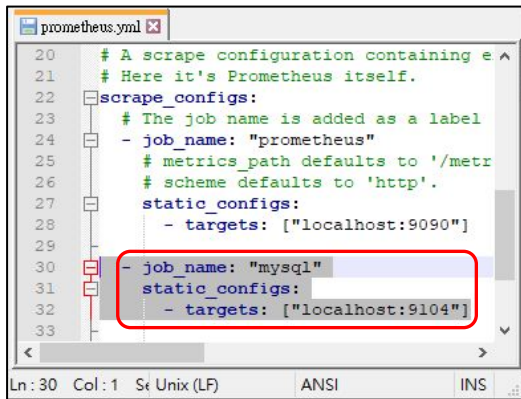 prometheus.yml
20 # A scrape configuration containing e
21 # Here it's Prometheus itself.
22 scrape_configs:
23 # The job name is added as a label
24 - job_name: "prometheus"
25 # metrics_path defaults to '/metr
26 # scheme defaults to 'http'.
27 static_configs:
28 - targets: ["localhost:9090"]
29
30 - job_name: "mysql"
31 static_configs:
32 - targets: ["localhost:9104"]
33
Ln : 30 Col : 1 Se Unix (LF) ANSI INS